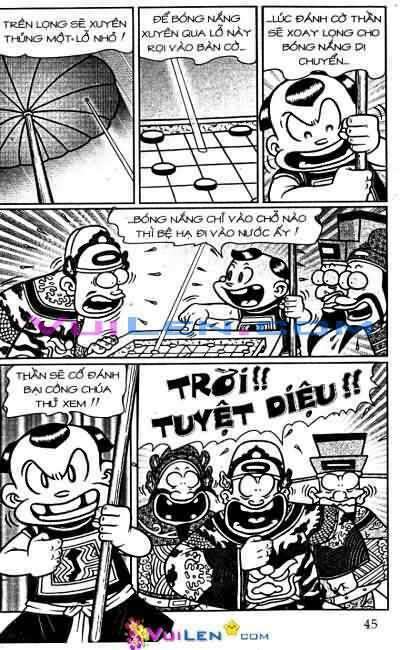 TRÊN LỌNG SẼ XUYÊN
THỦNG MỘT LỖ NHỎ !
ĐỂ BÓNG NẮNG
XUYÊN QUA LỖ NÀY
RỌI VÀO BÀN CỜ...
...LÚC ĐÁNH CỜ THẦN
SẼ XOAY LỌNG CHO
BÓNG NẮNG DI
CHUYỂN...
...BÓNG NẮNG CHỈ VÀO CHỖ NÀO
THÌ BỆ HẠ ĐI VÀO NƯỚC ẤY !
VUILEN.COM
THẦN SẼ CỐ ĐÁNH
BẠI CÔNG CHÚA
THỬ XEM !!
TRỜI!!
TUYỆT DIỆU!!
45
VUILEN.COM